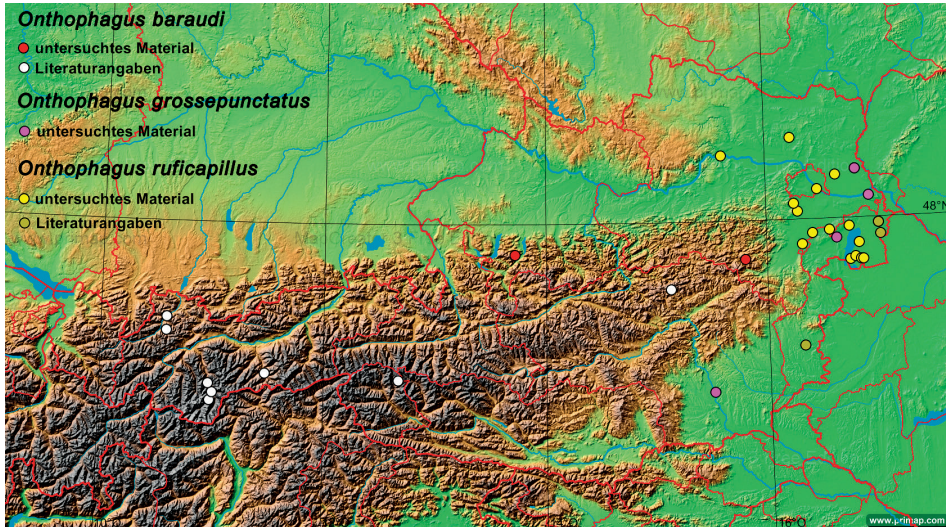 Onthophagus baraudi
untersuchtes Material
Literaturangaben
Onthophagus grossepunctatus
untersuchtes Material
Onthophagus ruficapillus
untersuchtes Material
Literaturangaben
48°N
16°O
www.primap.com